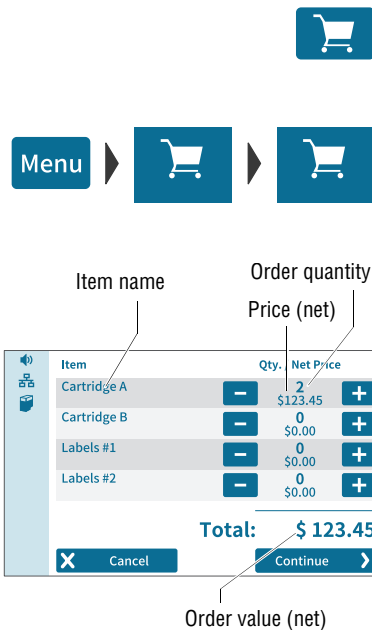 Menu
Item name
Order quantity
Price (net)
Item Qty. / Net Price
Cartridge A 2
$123.45
Cartridge B 0
$0.00
Labels #1 0
$0.00
Labels #2 0
$0.00
Total: $ 123.45
Cancel Continue
Order value (net)